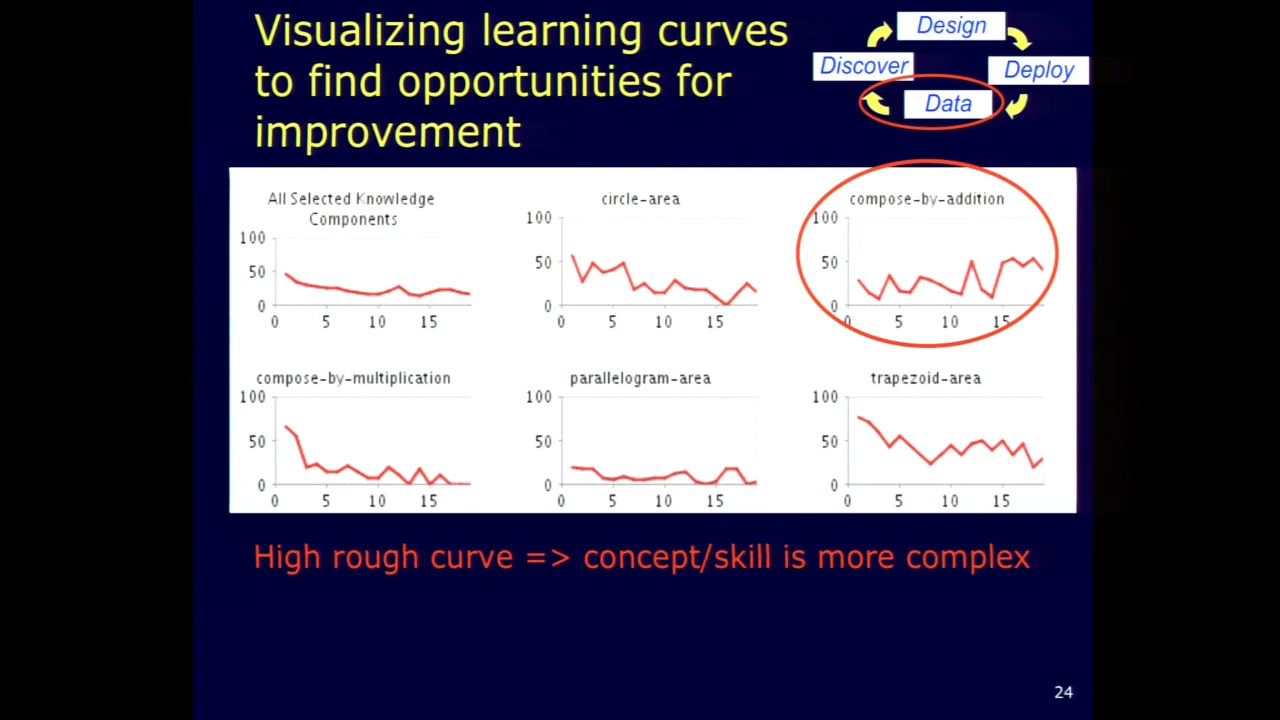 Visualizing learning curves
to find opportunities for
improvement
Design
Discover
Deploy
Data
All Selected Knowledge
Components
100
50
0
0 5 10 15
circle-area
100
50
0
0 5 10 15
compose-by-addition
100
50
0
0 5 10 15
compose-by-multiplication
100
50
0
0 5 10 15
parallelogram-area
100
50
0
0 5 10 15
trapezoid-area
100
50
0
0 5 10 15
High rough curve => concept/skill is more complex
24